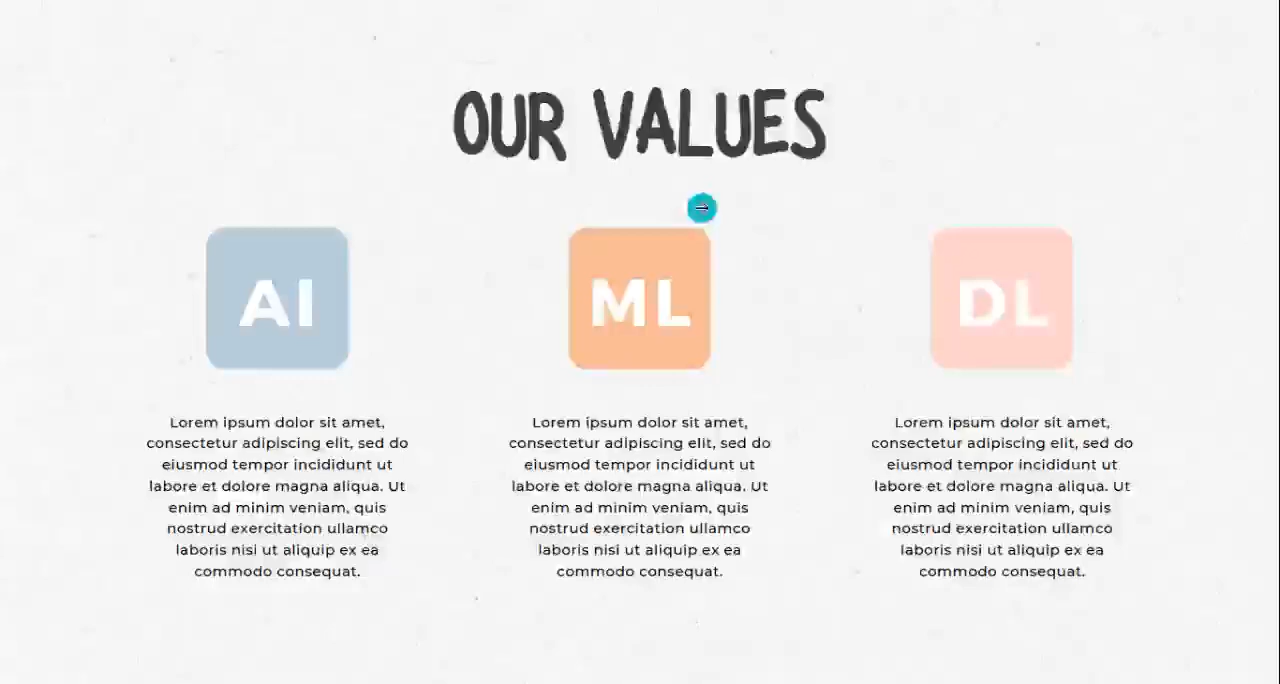 OUR VALUES
AI
ML
DL
Lorem ipsum dolor sit amet,
consectetur adipiscing elit, sed do
eiusmod tempor incididunt ut
labore et dolore magna aliqua. Ut
enim ad minim veniam, quis
nostrud exercitation ullamco
laboris nisi ut aliquip ex ea
commodo consequat.
Lorem ipsum dolor sit amet,
consectetur adipiscing elit, sed do
eiusmod tempor incididunt ut
labore et dolore magna aliqua. Ut
enim ad minim veniam, quis
nostrud exercitation ullamco
laboris nisi ut aliquip ex ea
commodo consequat.
Lorem ipsum dolor sit amet,
consectetur adipiscing elit, sed do
eiusmod tempor incididunt ut
labore et dolore magna aliqua. Ut
enim ad minim veniam, quis
nostrud exercitation ullamco
laboris nisi ut aliquip ex ea
commodo consequat.